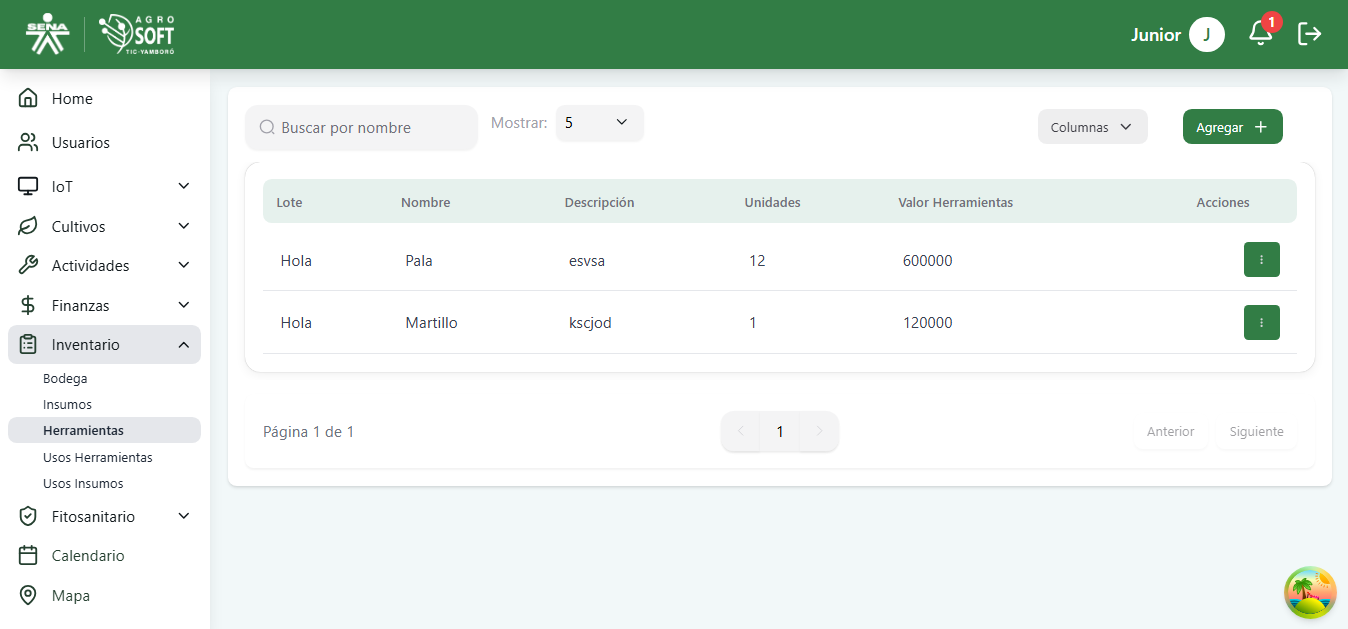 SENA
AGRO
SOFT
TIC-YAMBORÓ
Junior J 1
Home
Usuarios
IoT
Cultivos
Actividades
Finanzas
Inventario
Bodega
Insumos
Herramientas
Usos Herramientas
Usos Insumos
Fitosanitario
Calendario
Mapa
Buscar por nombre Mostrar: 5 Columnas Agregar +
Lote Nombre Descripción Unidades Valor Herramientas Acciones
Hola Pala esvsa 12 600000
Hola Martillo kscjod 1 120000
Página 1 de 1 1 Anterior Siguiente